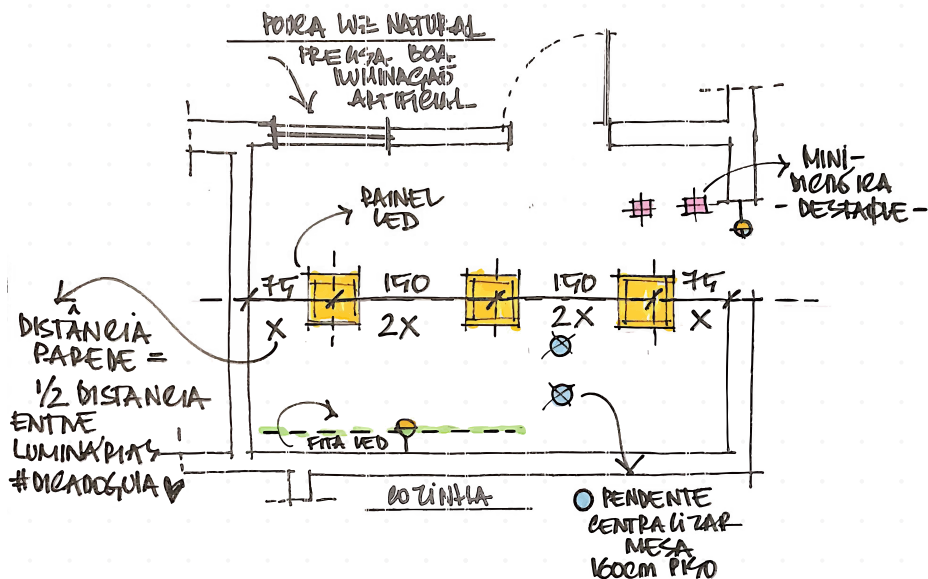 POUCA LUZ NATURAL
PRECISA BOA
ILUMINAÇÃO
ARTIFICIAL
PAINEL
LED
MINI-
DICRÓICA
- DESTAQUE -
75
150
150
75
X
2X
2X
X
DISTÂNCIA
PAREDE =
1/2 DISTANCIA
ENTRE
LUMINÁRIAS
#DICADOGUIA
FITA LED
COZINHA
PENDENTE
CENTRALIZAR
MESA
160cm PISO